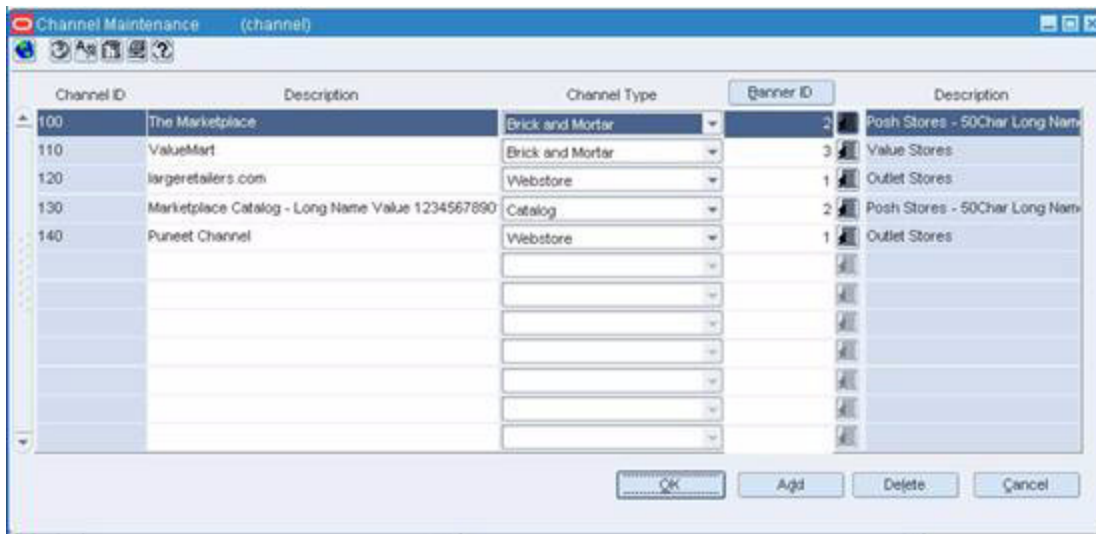 Channel Maintenance (channel)
Channel ID Description Channel Type Banner ID Description
100 The Marketplace Brick and Mortar 2 Posh Stores - 50Char Long Name
110 ValueMart Brick and Mortar 3 Value Stores
120 largeretailers.com Webstore 1 Outlet Stores
130 Marketplace Catalog - Long Name Value 1234567890 Catalog 2 Posh Stores - 50Char Long Name
140 Puneet Channel Webstore 1 Outlet Stores
OK Add Delete Cancel